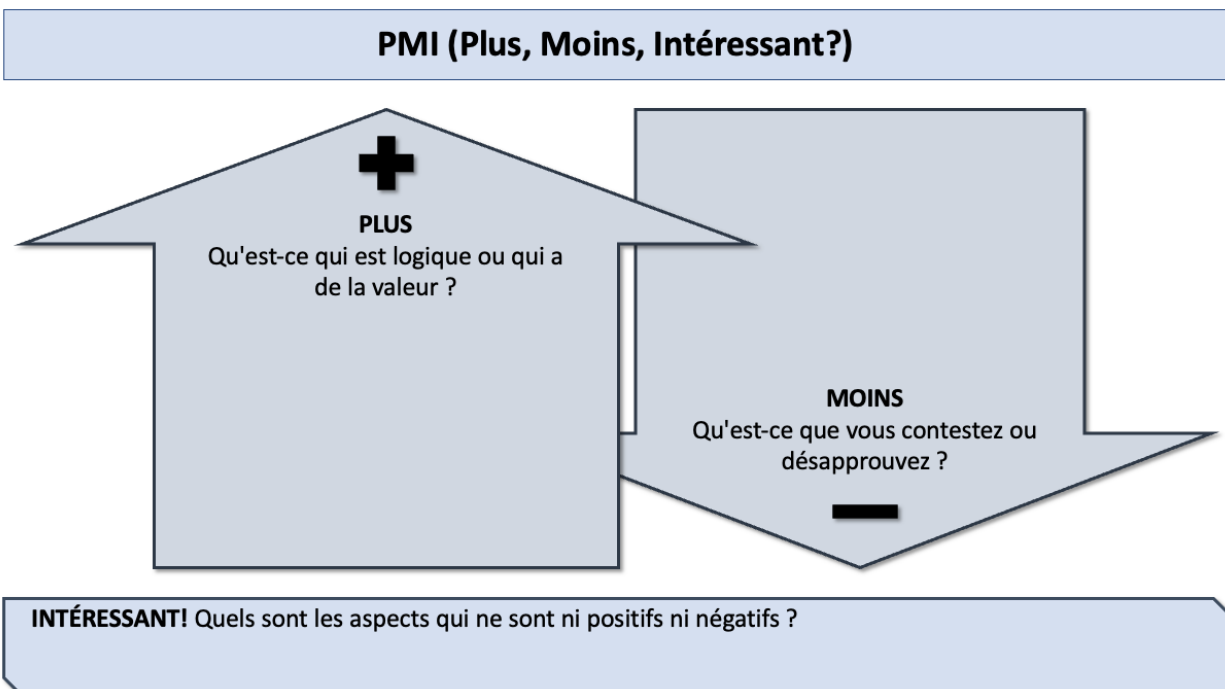 PMI (Plus, Moins, Intéressant?)
PLUS
Qu'est-ce qui est logique ou qui a
de la valeur ?
MOINS
Qu'est-ce que vous contestez ou
désapprouvez ?
INTÉRESSANT! Quels sont les aspects qui ne sont ni positifs ni négatifs ?